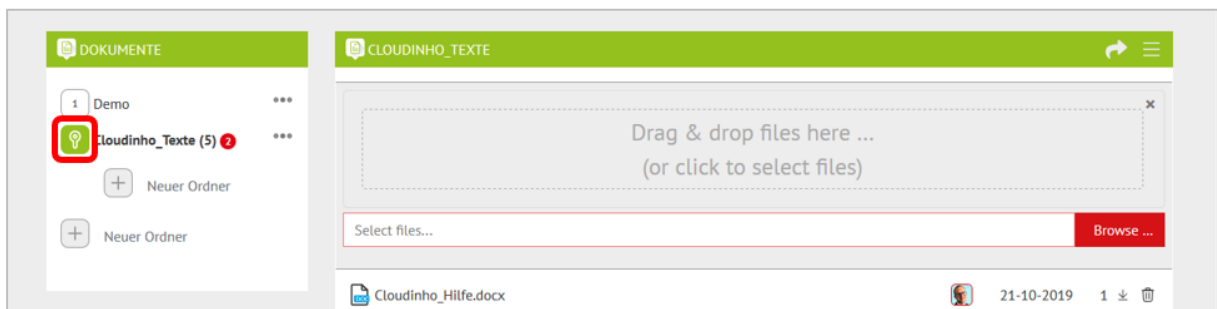 DOKUMENTE
1 Demo
Cloudinho_Texte (5) 2
Neuer Ordner
Neuer Ordner
CLOUDINHO_TEXTE
Drag & drop files here ...
(or click to select files)
Select files...
Browse ...
Cloudinho_Hilfe.docx 21-10-2019 1